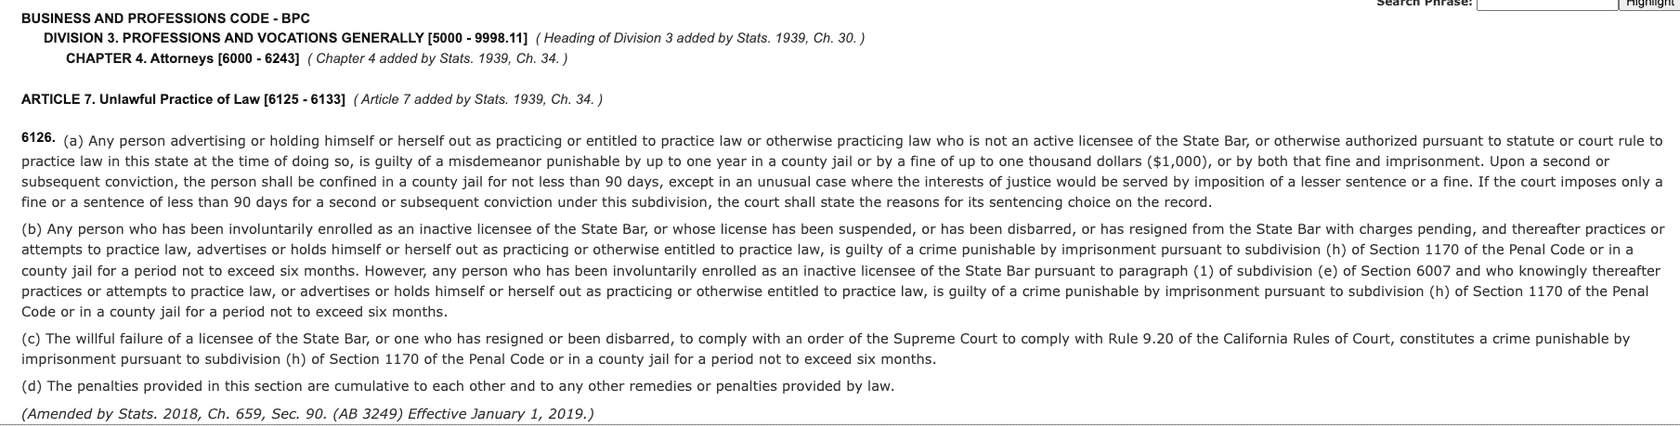 Search Phrase: Highlight
BUSINESS AND PROFESSIONS CODE - BPC
DIVISION 3. PROFESSIONS AND VOCATIONS GENERALLY [5000 - 9998.11] ( Heading of Division 3 added by Stats. 1939, Ch. 30. )
CHAPTER 4. Attorneys [6000 - 6243] ( Chapter 4 added by Stats. 1939, Ch. 34. )
ARTICLE 7. Unlawful Practice of Law [6125 - 6133] ( Article 7 added by Stats. 1939, Ch. 34. )
6126. (a) Any person advertising or holding himself or herself out as practicing or entitled to practice law or otherwise practicing law who is not an active licensee of the State Bar, or otherwise authorized pursuant to statute or court rule to
practice law in this state at the time of doing so, is guilty of a misdemeanor punishable by up to one year in a county jail or by a fine of up to one thousand dollars ($1,000), or by both that fine and imprisonment. Upon a second or
subsequent conviction, the person shall be confined in a county jail for not less than 90 days, except in an unusual case where the interests of justice would be served by imposition of a lesser sentence or a fine. If the court imposes only a
fine or a sentence of less than 90 days for a second or subsequent conviction under this subdivision, the court shall state the reasons for its sentencing choice on the record.
(b) Any person who has been involuntarily enrolled as an inactive licensee of the State Bar, or whose license has been suspended, or has been disbarred, or has resigned from the State Bar with charges pending, and thereafter practices or
attempts to practice law, advertises or holds himself or herself out as practicing or otherwise entitled to practice law, is guilty of a crime punishable by imprisonment pursuant to subdivision (h) of Section 1170 of the Penal Code or in a
county jail for a period not to exceed six months. However, any person who has been involuntarily enrolled as an inactive licensee of the State Bar pursuant to paragraph (1) of subdivision (e) of Section 6007 and who knowingly thereafter
practices or attempts to practice law, or advertises or holds himself or herself out as practicing or otherwise entitled to practice law, is guilty of a crime punishable by imprisonment pursuant to subdivision (h) of Section 1170 of the Penal
Code or in a county jail for a period not to exceed six months.
(c) The willful failure of a licensee of the State Bar, or one who has resigned or been disbarred, to comply with an order of the Supreme Court to comply with Rule 9.20 of the California Rules of Court, constitutes a crime punishable by
imprisonment pursuant to subdivision (h) of Section 1170 of the Penal Code or in a county jail for a period not to exceed six months.
(d) The penalties provided in this section are cumulative to each other and to any other remedies or penalties provided by law.
(Amended by Stats. 2018, Ch. 659, Sec. 90. (AB 3249) Effective January 1, 2019.)